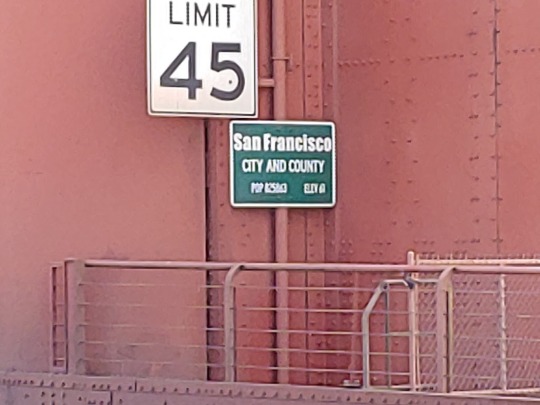 LIMIT
45
San Francisco
CITY AND COUNTY
POP ELEV